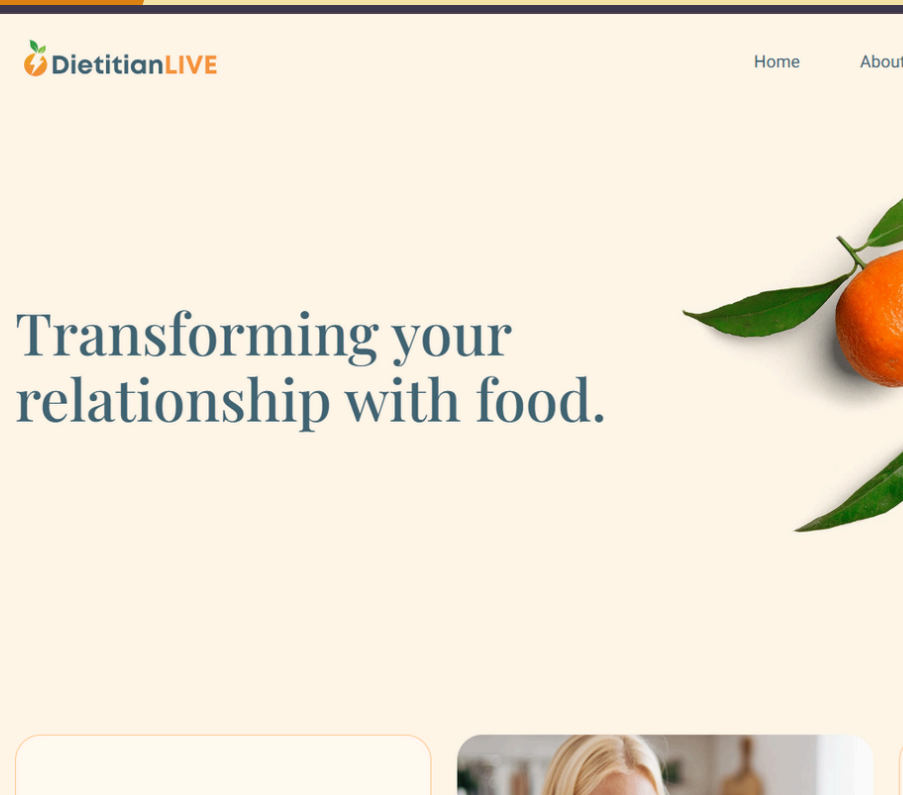 DietitianLIVE
Home
About
Transforming your
relationship with food.